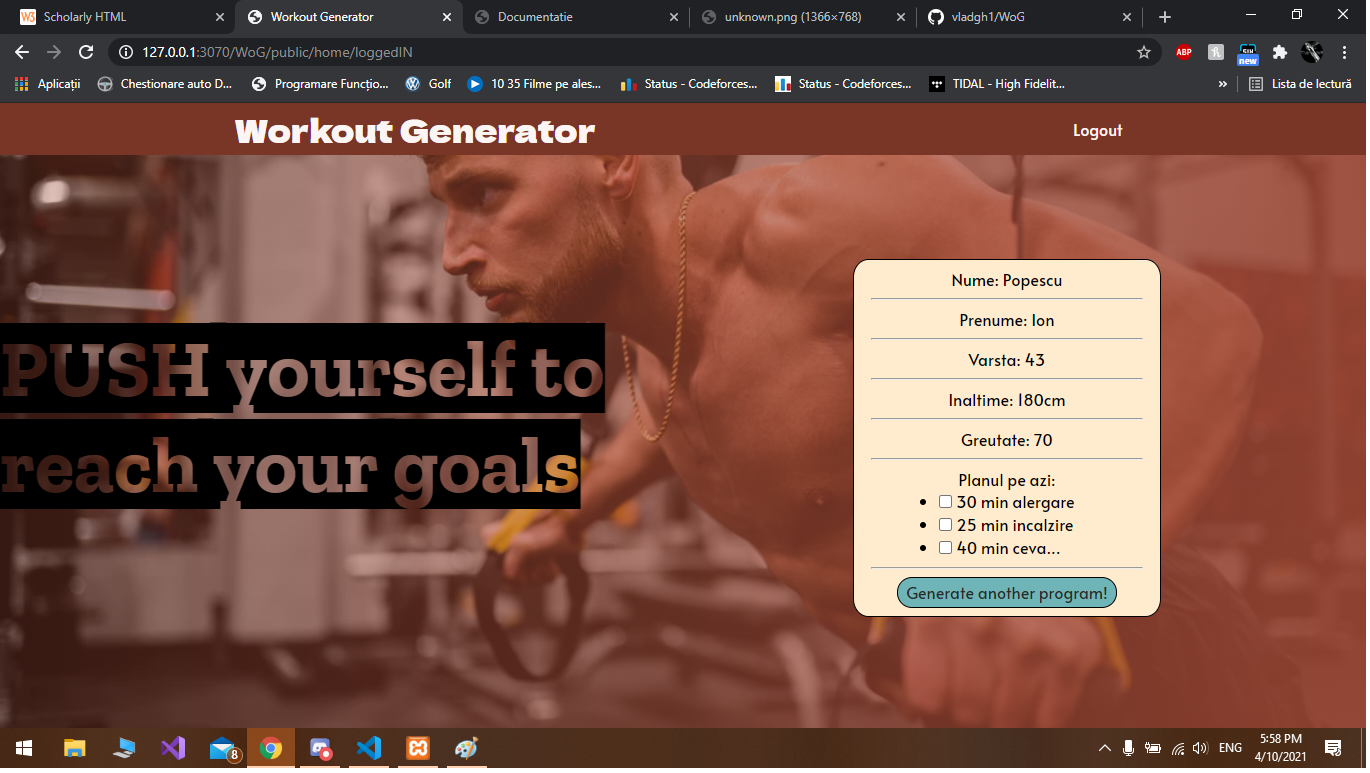 Scholarly HTML
Workout Generator
Documentatie
unknown.png (1366×768)
vladgh1/WoG
127.0.0.1:3070/WoG/public/home/loggedIN
ABP
new
Aplicații
Chestionare auto D...
Programare Funcțio...
Golf
10 35 Filme pe ales...
Status - Codeforces...
Status - Codeforces...
TIDAL - High Fidelit...
»
Lista de lectură
Workout Generator
Logout
PUSH yourself to
reach your goals
Nume: Popescu
Prenume: Ion
Varsta: 43
Inaltime: 180cm
Greutate: 70
Planul pe azi:
30 min alergare
25 min incalzire
40 min ceva...
Generate another program!
8
ENG
5:58 PM
4/10/2021